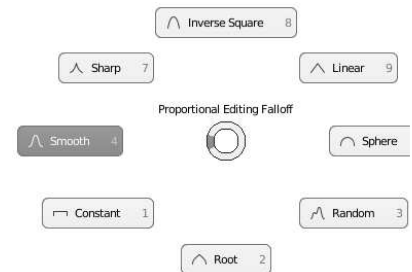 Inverse Square 8
Sharp 7
Linear 9
Proportional Editing Falloff
Smooth 4
Sphere
Constant 1
Random 3
Root 2